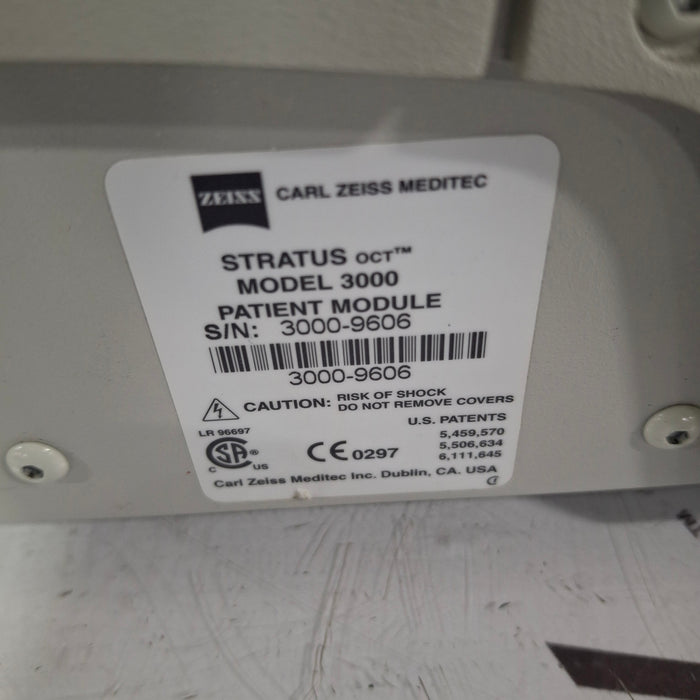 ZEISS CARL ZEISS MEDITEC
STRATUS OCT™
MODEL 3000
PATIENT MODULE
S/N: 3000-9606
3000-9606
CAUTION: RISK OF SHOCK
DO NOT REMOVE COVERS
U.S. PATENTS
5,459,570
5,506,634
6,111,645
LR 96697
CSA®
C US
CE 0297
Carl Zeiss Meditec Inc. Dublin, CA. USA